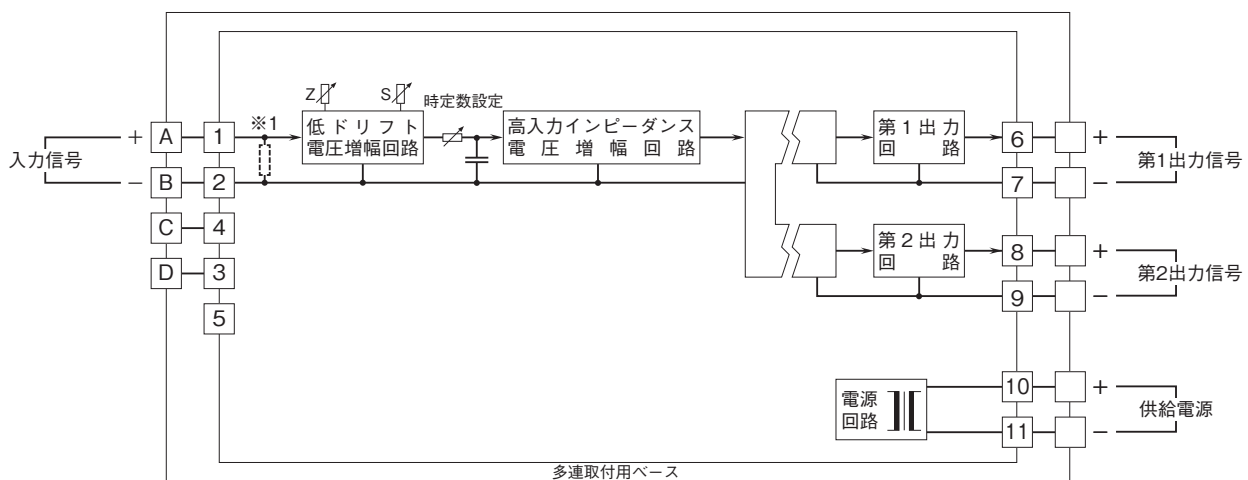 Z
S
時定数設定
※1
低ドリフト
電圧増幅回路
高入力インピーダンス
電圧増幅回路
第1出力
回路
第2出力
回路
入力信号
+
−
A
B
C
D
1
2
4
3
5
6
7
8
9
10
11
+
−
第1出力信号
+
−
第2出力信号
電源
回路
+
−
供給電源
多連取付用ベース